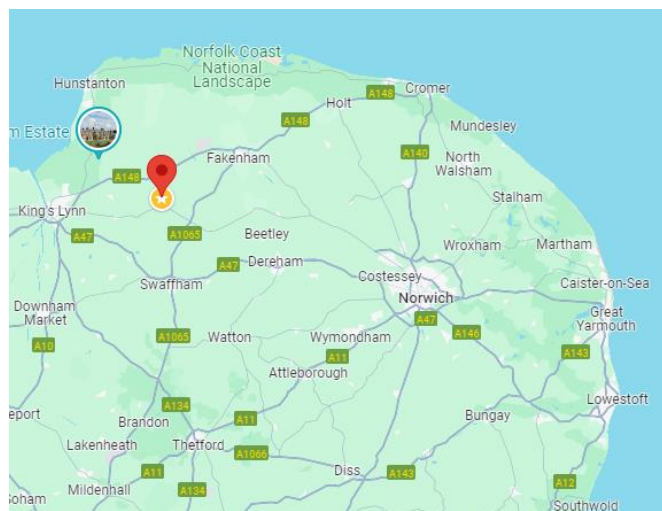 Norfolk Coast
National
Landscape
Hunstanton
A148
Cromer
Holt
A148
Mundesley
m Estate
A148
Fakenham
A140
North
Walsham
King's Lynn
Stalham
A47
A1065
Beetley
Wroxham
Martham
A47
Dereham
Costessey
Swaffham
Caister-on-Sea
Norwich
Downham
Market
A47
A146
Great
Yarmouth
A10
A1065
Watton
Wymondham
A11
A143
Attleborough
eport
Brandon
A134
A11
Bungay
Lowestoft
Lakenheath
Thetford
A1066
A11
Diss
A143
A12
Soham
Mildenhall
A134
Southwold